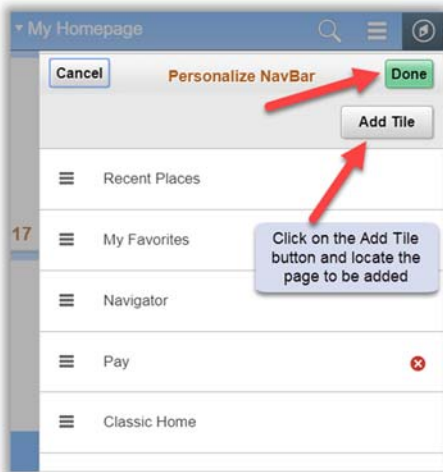 My Homepage
Cancel
Personalize NavBar
Done
Add Tile
Recent Places
17
My Favorites
Click on the Add Tile
button and locate the
page to be added
Navigator
Pay
Classic Home